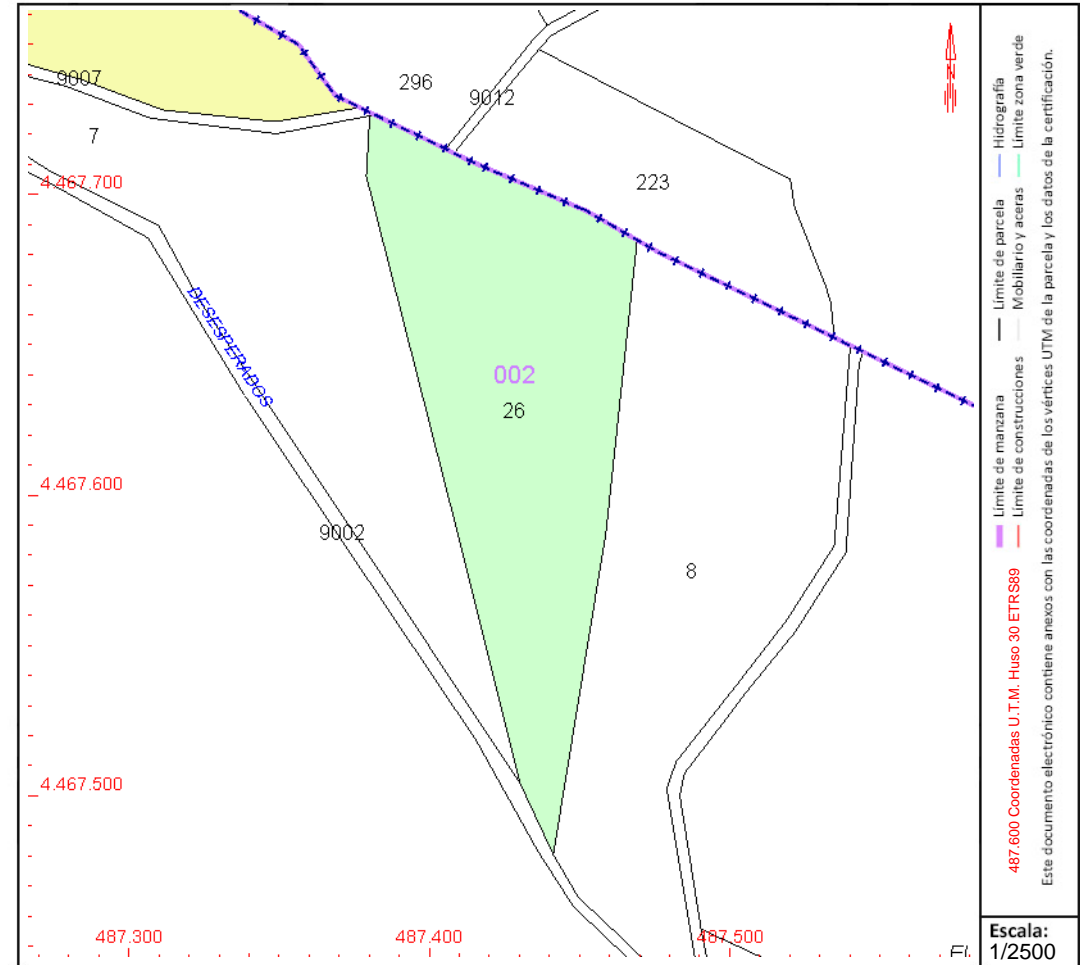 9007
296
9012
7
223
4.467.700
DESESPERADOS
002
26
4.467.600
9002
8
4.467.500
487.300
487.400
487.500
N
Límite de manzana
Límite de parcela
Hidrografía
Límite de construcciones
Mobiliario y aceras
Límite zona verde
487.600 Coordenadas U.T.M. Huso 30 ETRS89
Este documento electrónico contiene anexos con las coordenadas de los vértices UTM de la parcela y los datos de la certificación.
Escala:
1/2500